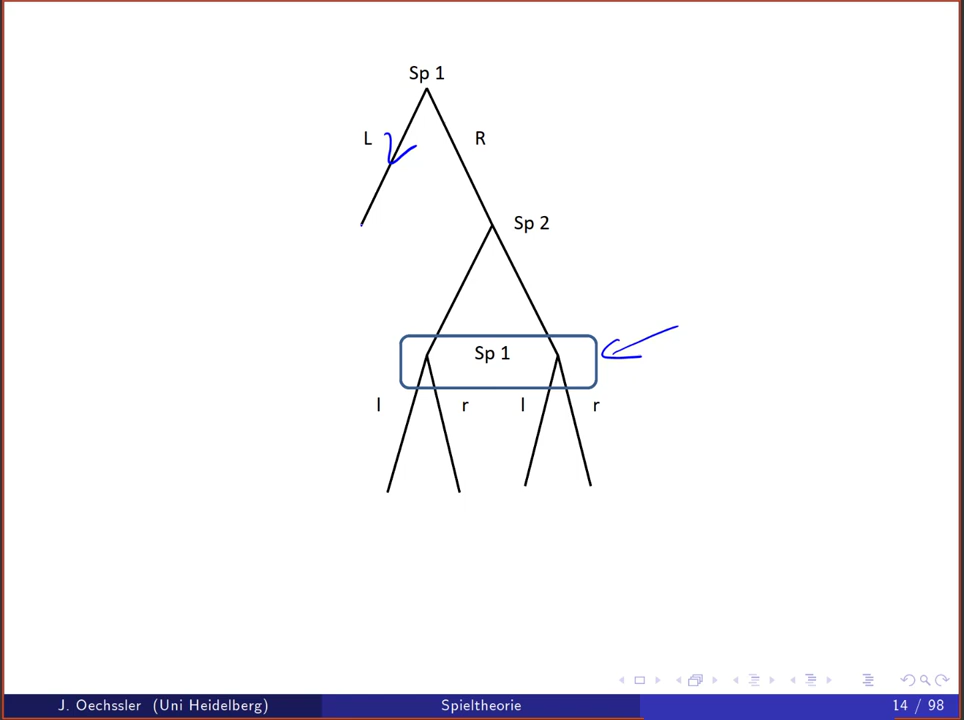 Sp 1
L
R
Sp 2
Sp 1
l
r
l
r
J. Oechssler (Uni Heidelberg)
Spieltheorie
14 / 98